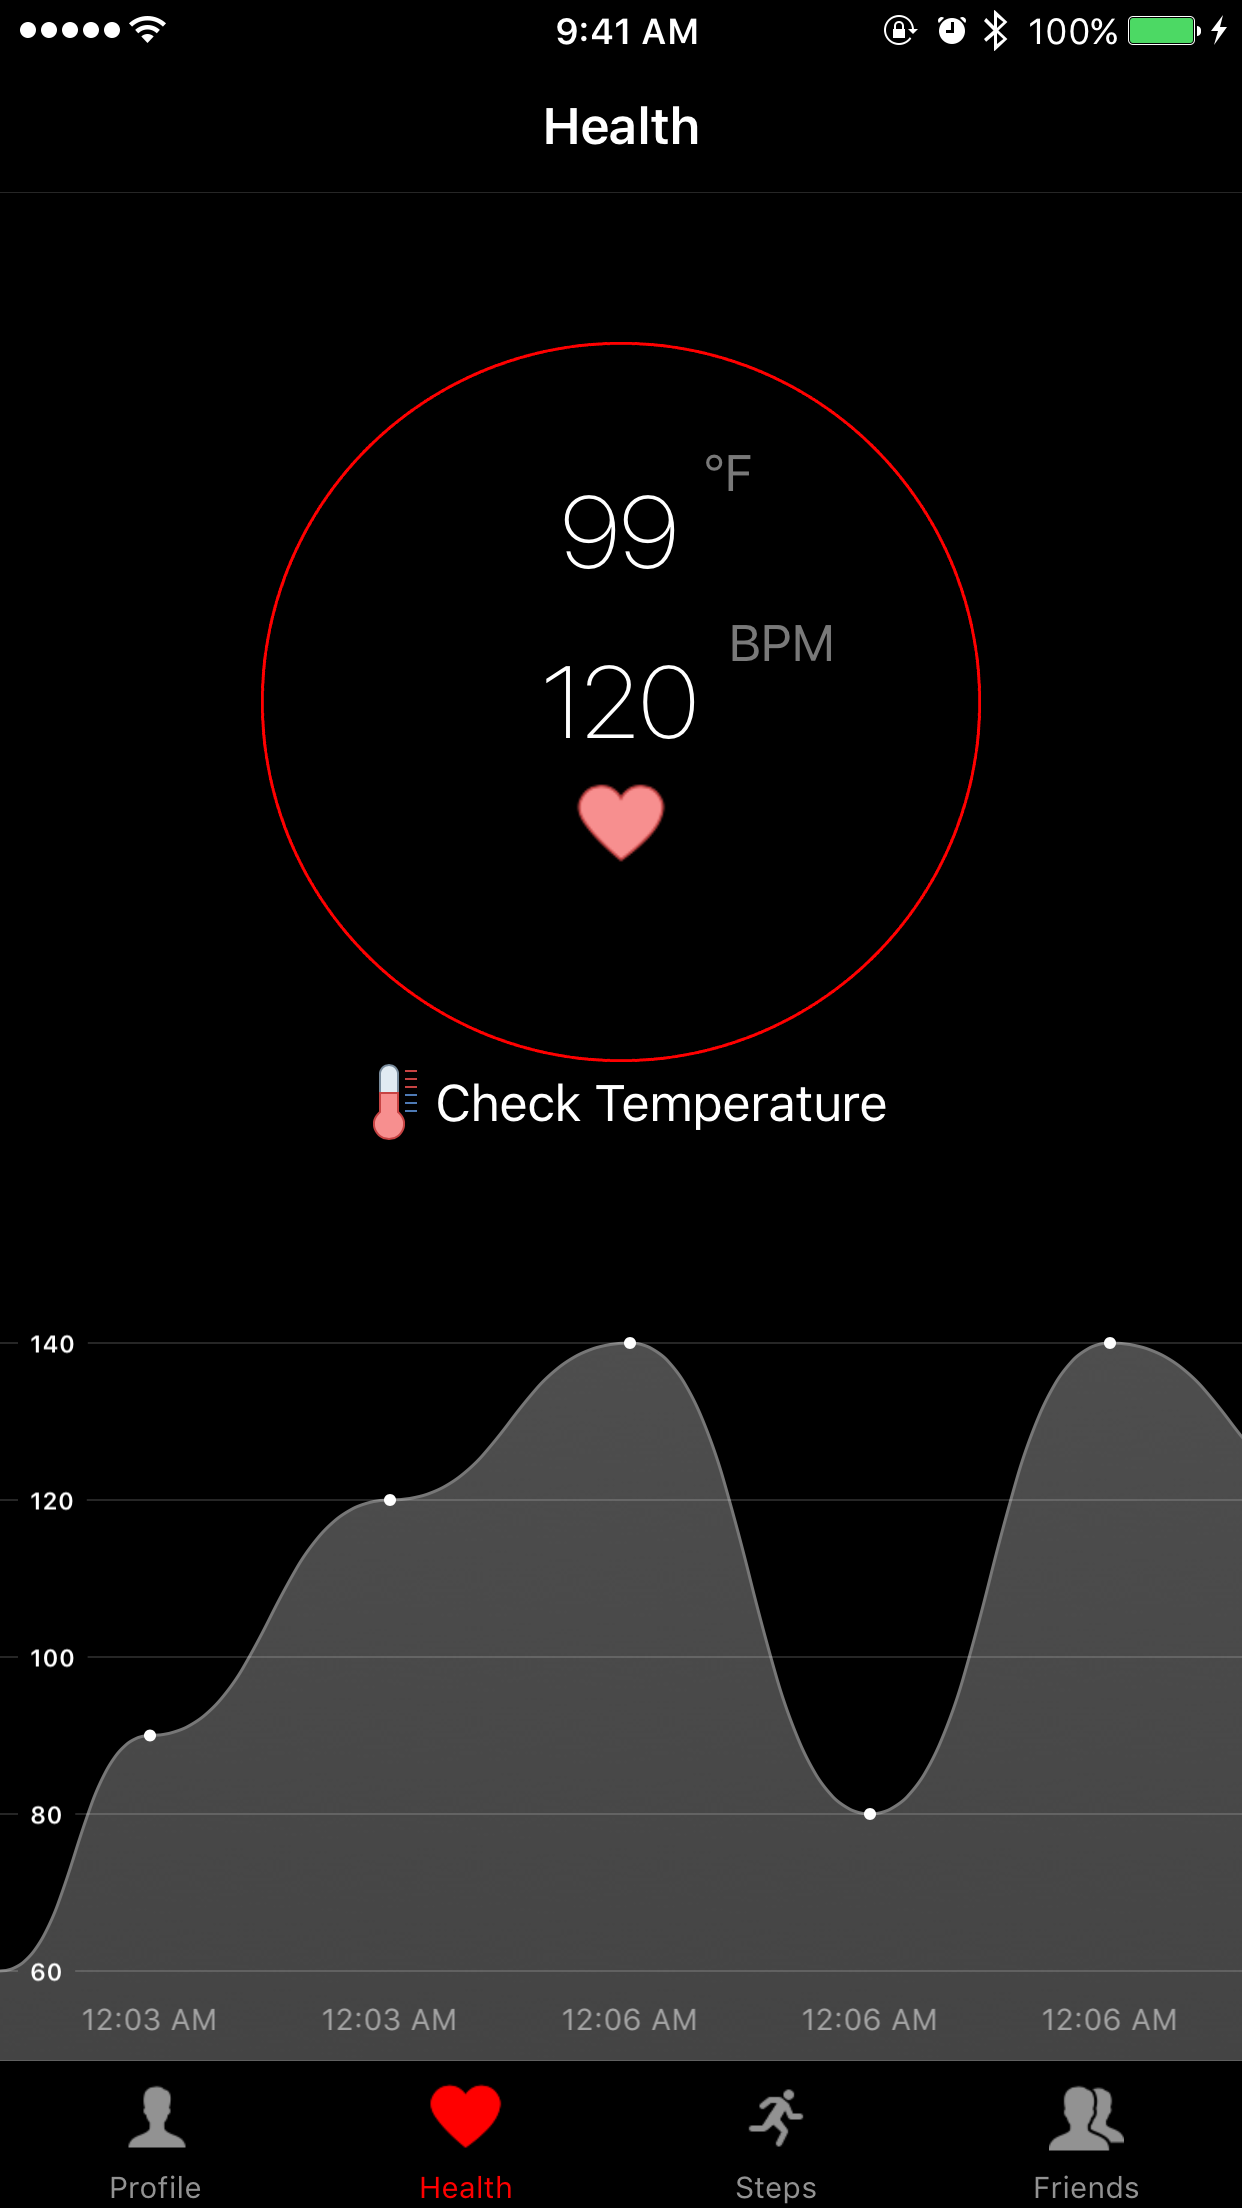 9:41 AM 100%
Health
°F
99
BPM
120
Check Temperature
140
120
100
80
60
12:03 AM 12:03 AM 12:06 AM 12:06 AM 12:06 AM
Profile Health Steps Friends